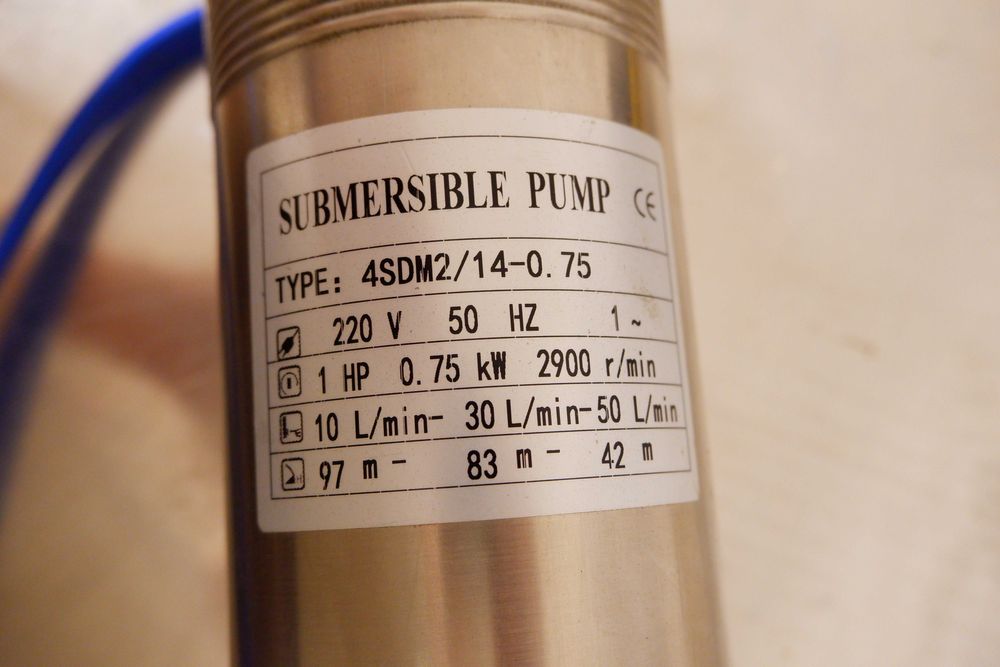 SUBMERSIBLE PUMP CE
TYPE: 4SDM2/14-0.75
220 V 50 HZ 1~
1 HP 0.75 kW 2900 r/min
10 L/min- 30 L/min-50 L/min
97 m- 83 m- 42 m